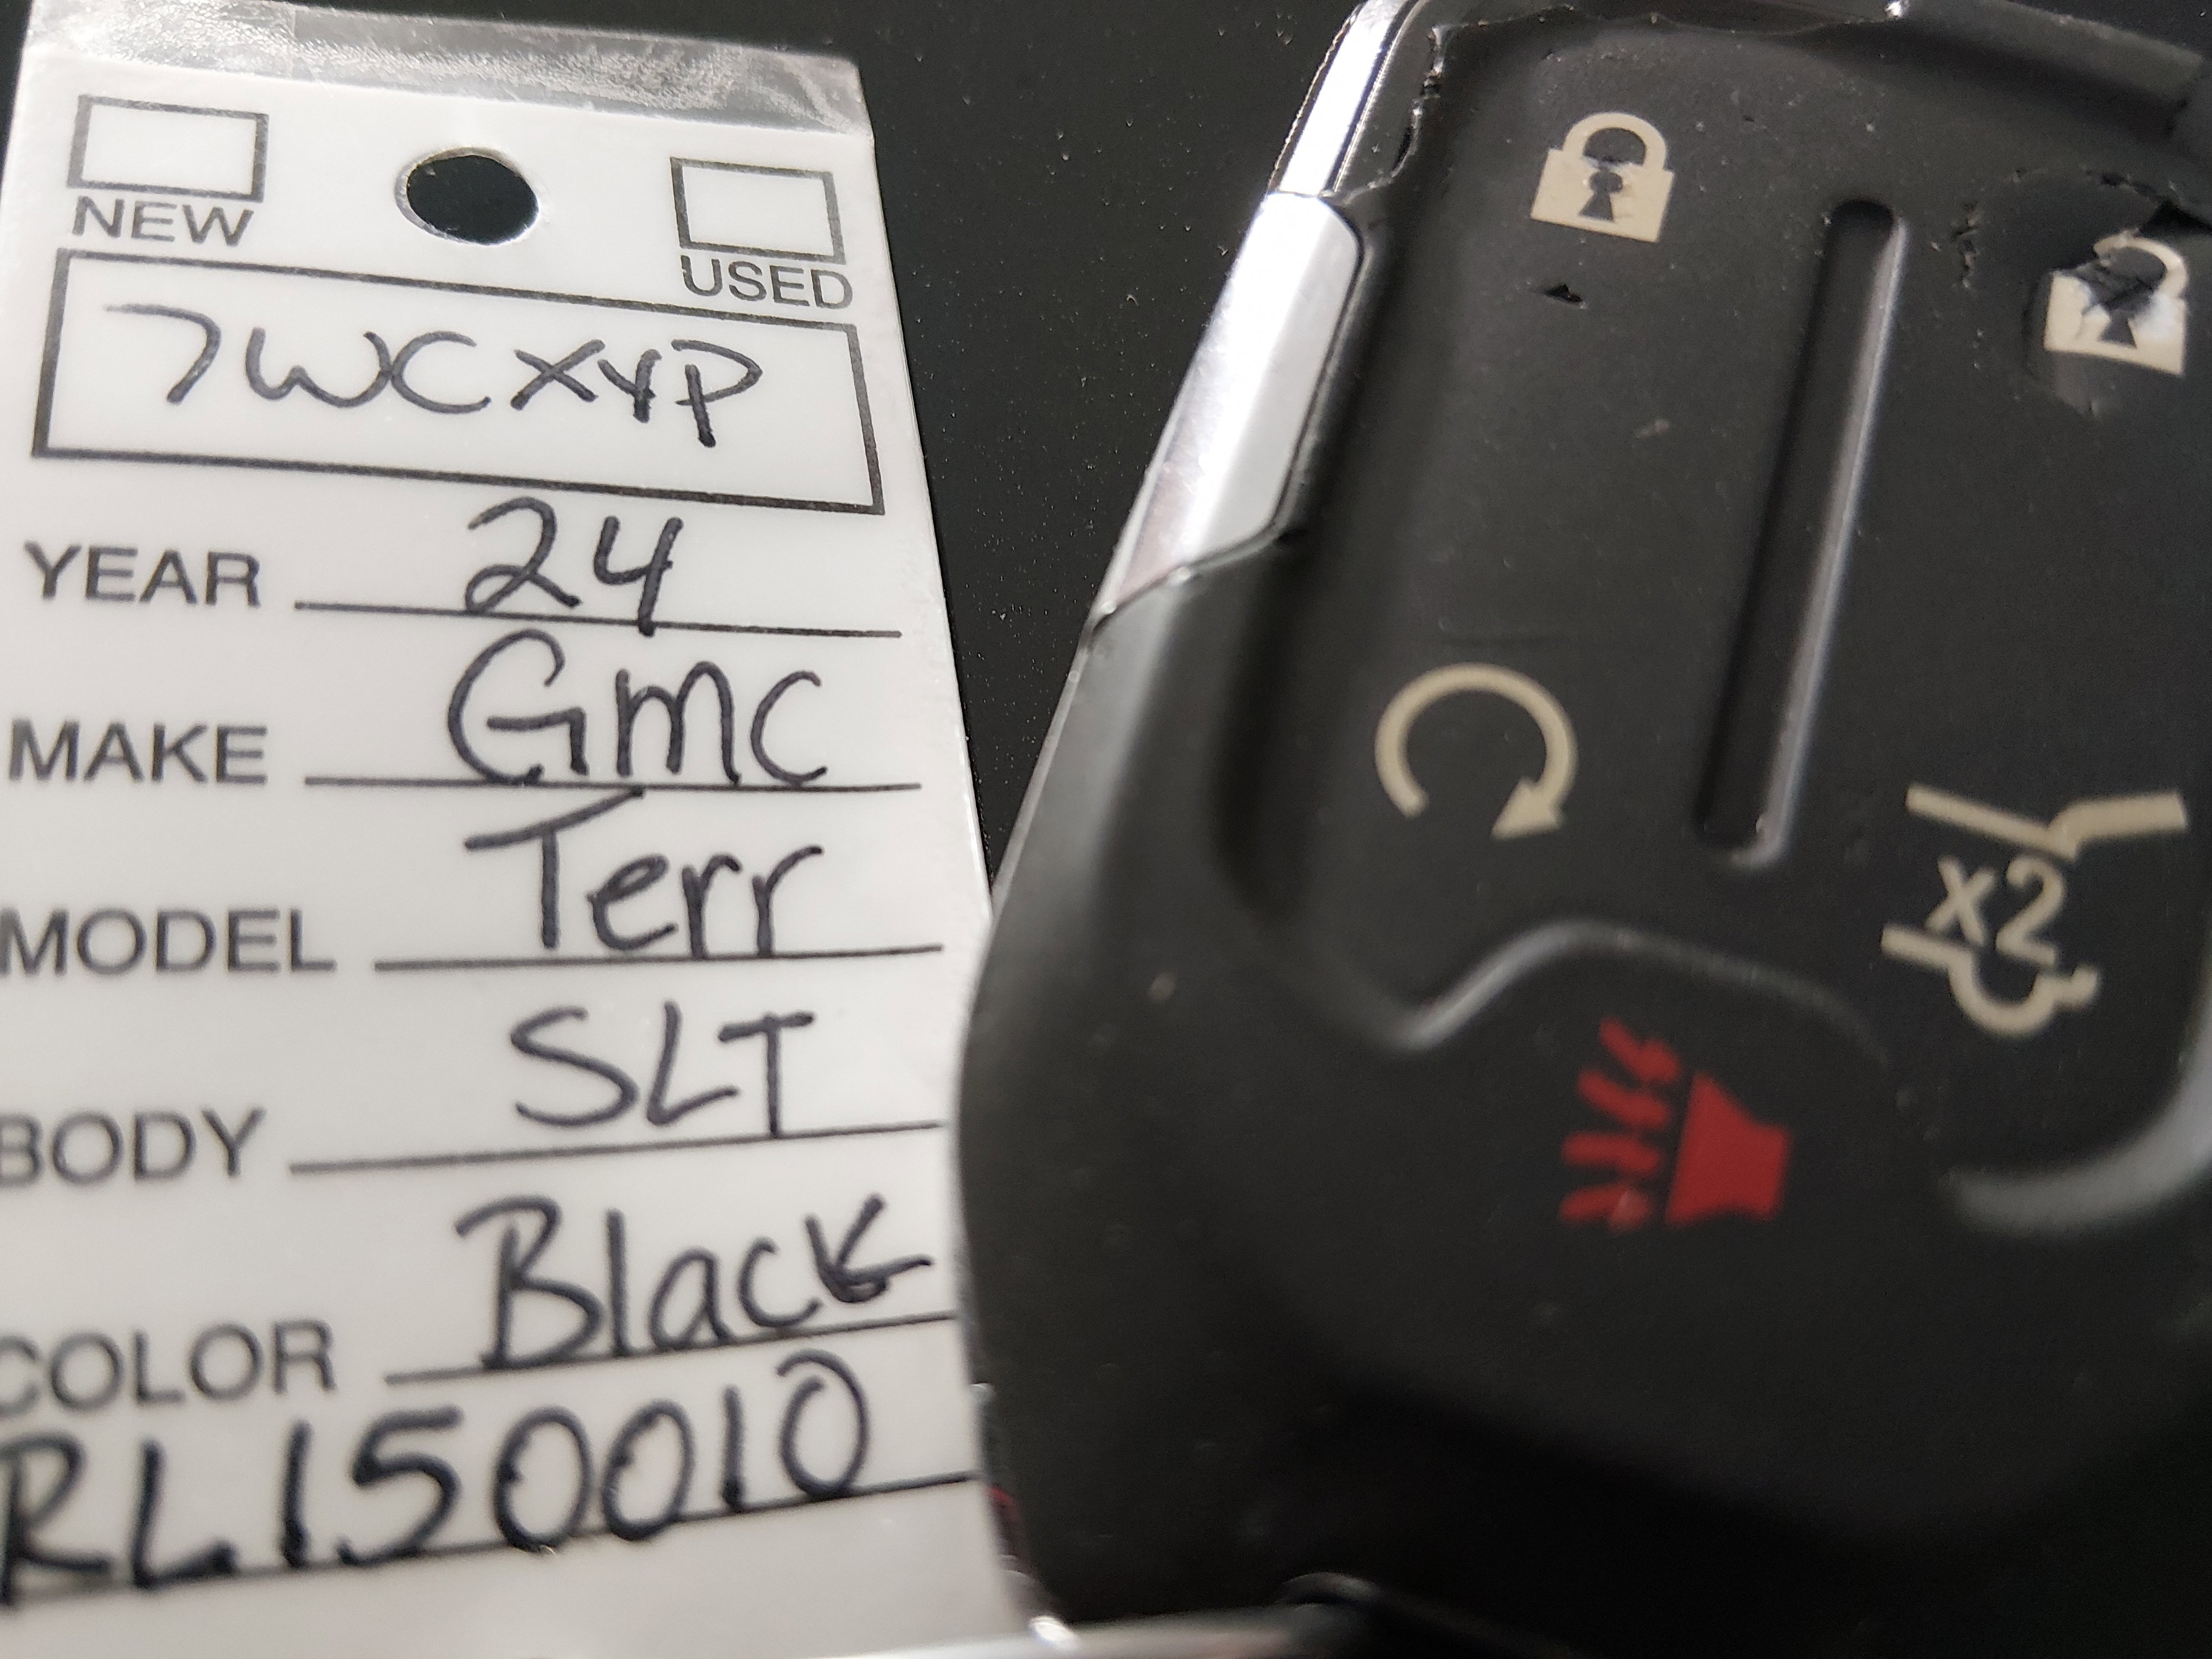 NEW
USED
7WCXYP
YEAR 24
MAKE GMC
MODEL Terr
BODY SLT
COLOR Black
RL150010
x2